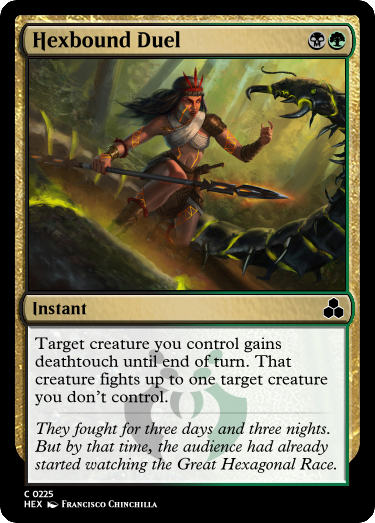 Hexbound Duel
Instant
Target creature you control gains
deathtouch until end of turn. That
creature fights up to one target creature
you don't control.
They fought for three days and three nights.
But by that time, the audience had already
started watching the Great Hexagonal Race.
C 0225
HEX Francisco Chinchilla